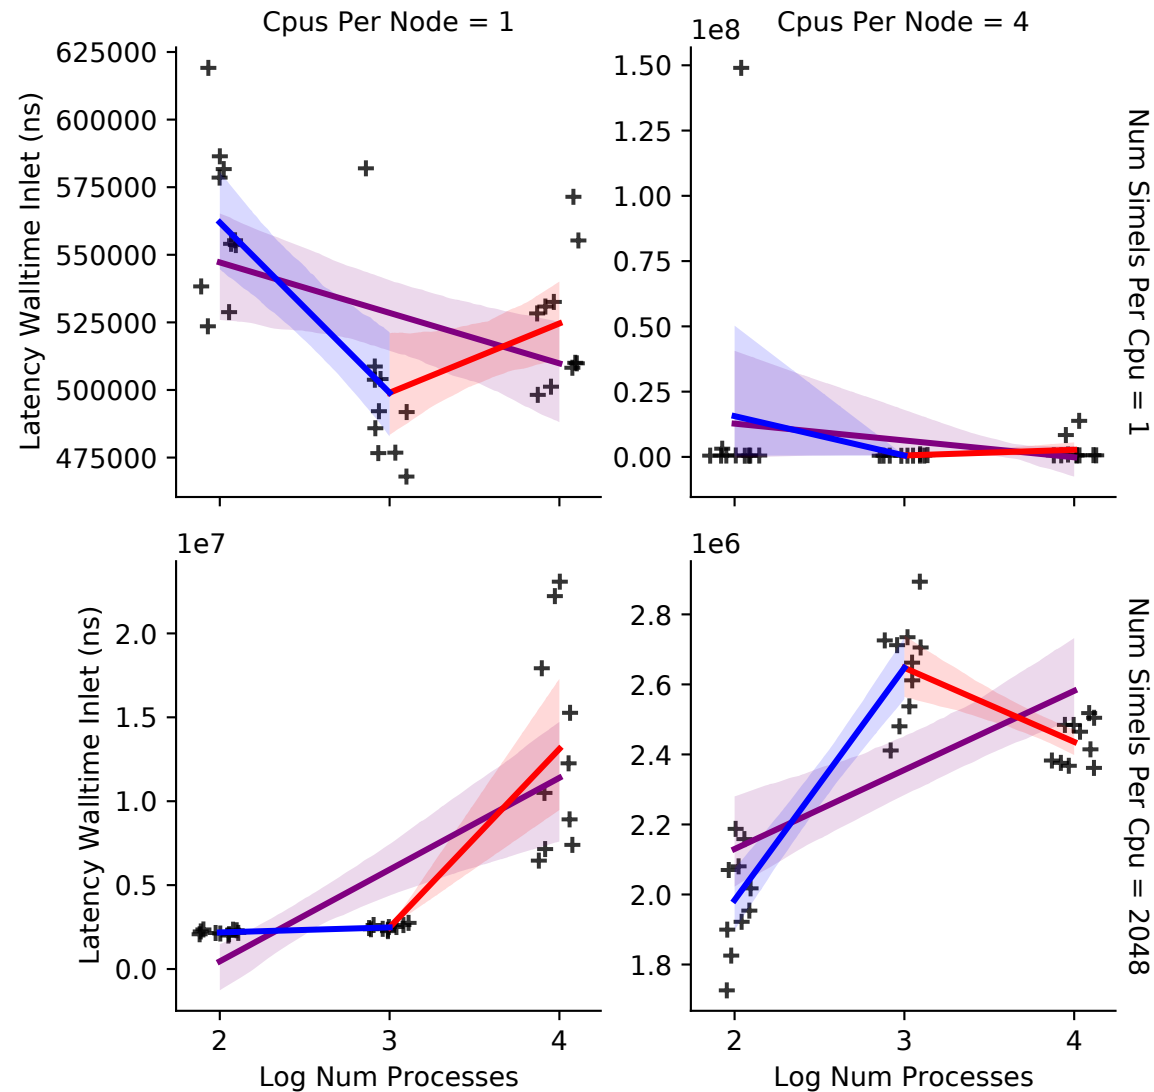 Cpus Per Node = 1
Cpus Per Node = 4
Latency Walltime Inlet (ns)
625000
600000
575000
550000
525000
500000
475000
1e8
1.50
1.25
1.00
0.75
0.50
0.25
0.00
Num Simels Per Cpu = 1
Latency Walltime Inlet (ns)
1e7
2.0
1.5
1.0
0.5
0.0
2
3
4
Log Num Processes
1e6
2.8
2.6
2.4
2.2
2.0
1.8
2
3
4
Log Num Processes
Num Simels Per Cpu = 2048